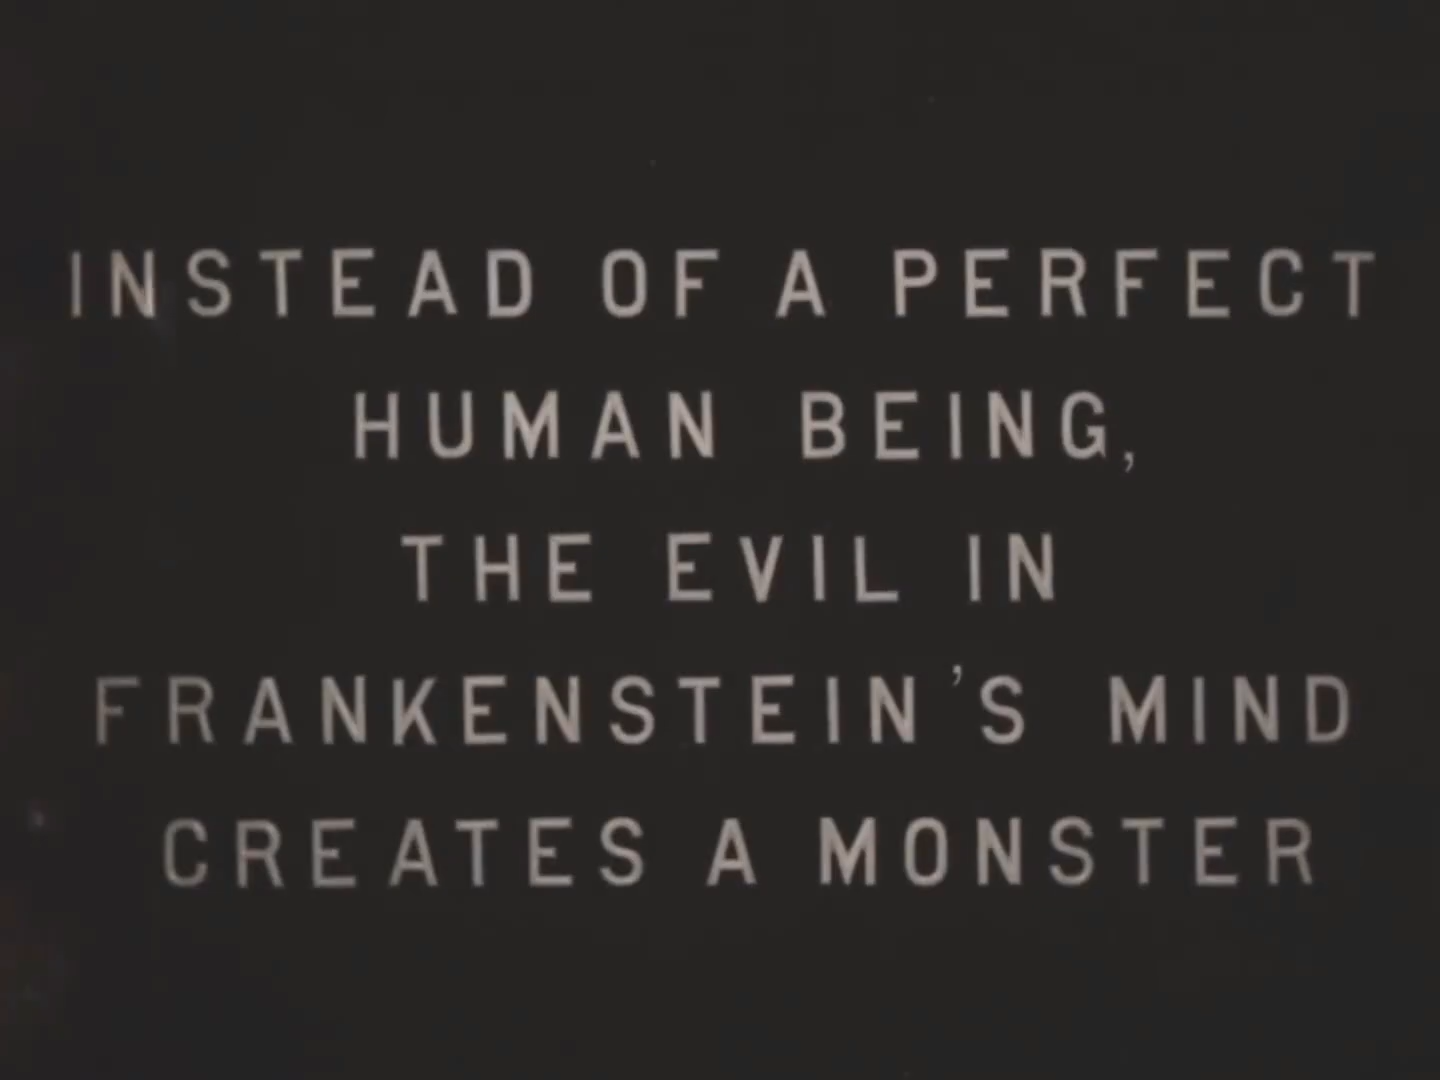 INSTEAD OF A PERFECT
HUMAN BEING,
THE EVIL IN
FRANKENSTEIN'S MIND
CREATES A MONSTER